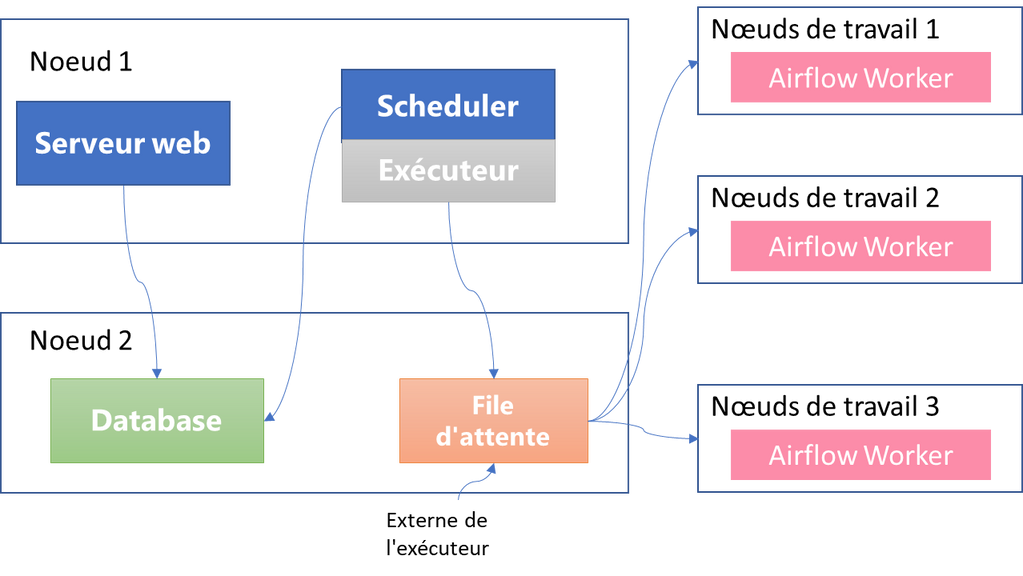 Noeud 1
Serveur web
Scheduler
Exécuteur
Noeud 2
Database
File
d'attente
Externe de
l'exécuteur
Nœuds de travail 1
Airflow Worker
Nœuds de travail 2
Airflow Worker
Nœuds de travail 3
Airflow Worker